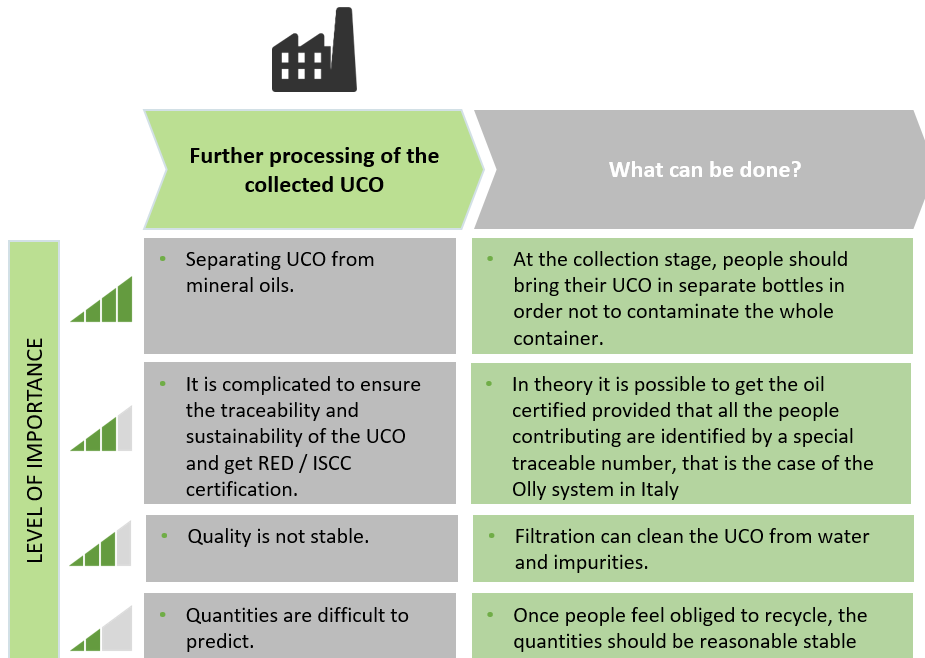 Further processing of the
collected UCO
What can be done?
LEVEL OF IMPORTANCE
• Separating UCO from
mineral oils.
• At the collection stage, people should
bring their UCO in separate bottles in
order not to contaminate the whole
container.
• It is complicated to ensure
the traceability and
sustainability of the UCO
and get RED / ISCC
certification.
• In theory it is possible to get the oil
certified provided that all the people
contributing are identified by a special
traceable number, that is the case of the
Olly system in Italy
• Quality is not stable.
• Filtration can clean the UCO from water
and impurities.
• Quantities are difficult to
predict.
• Once people feel obliged to recycle, the
quantities should be reasonable stable